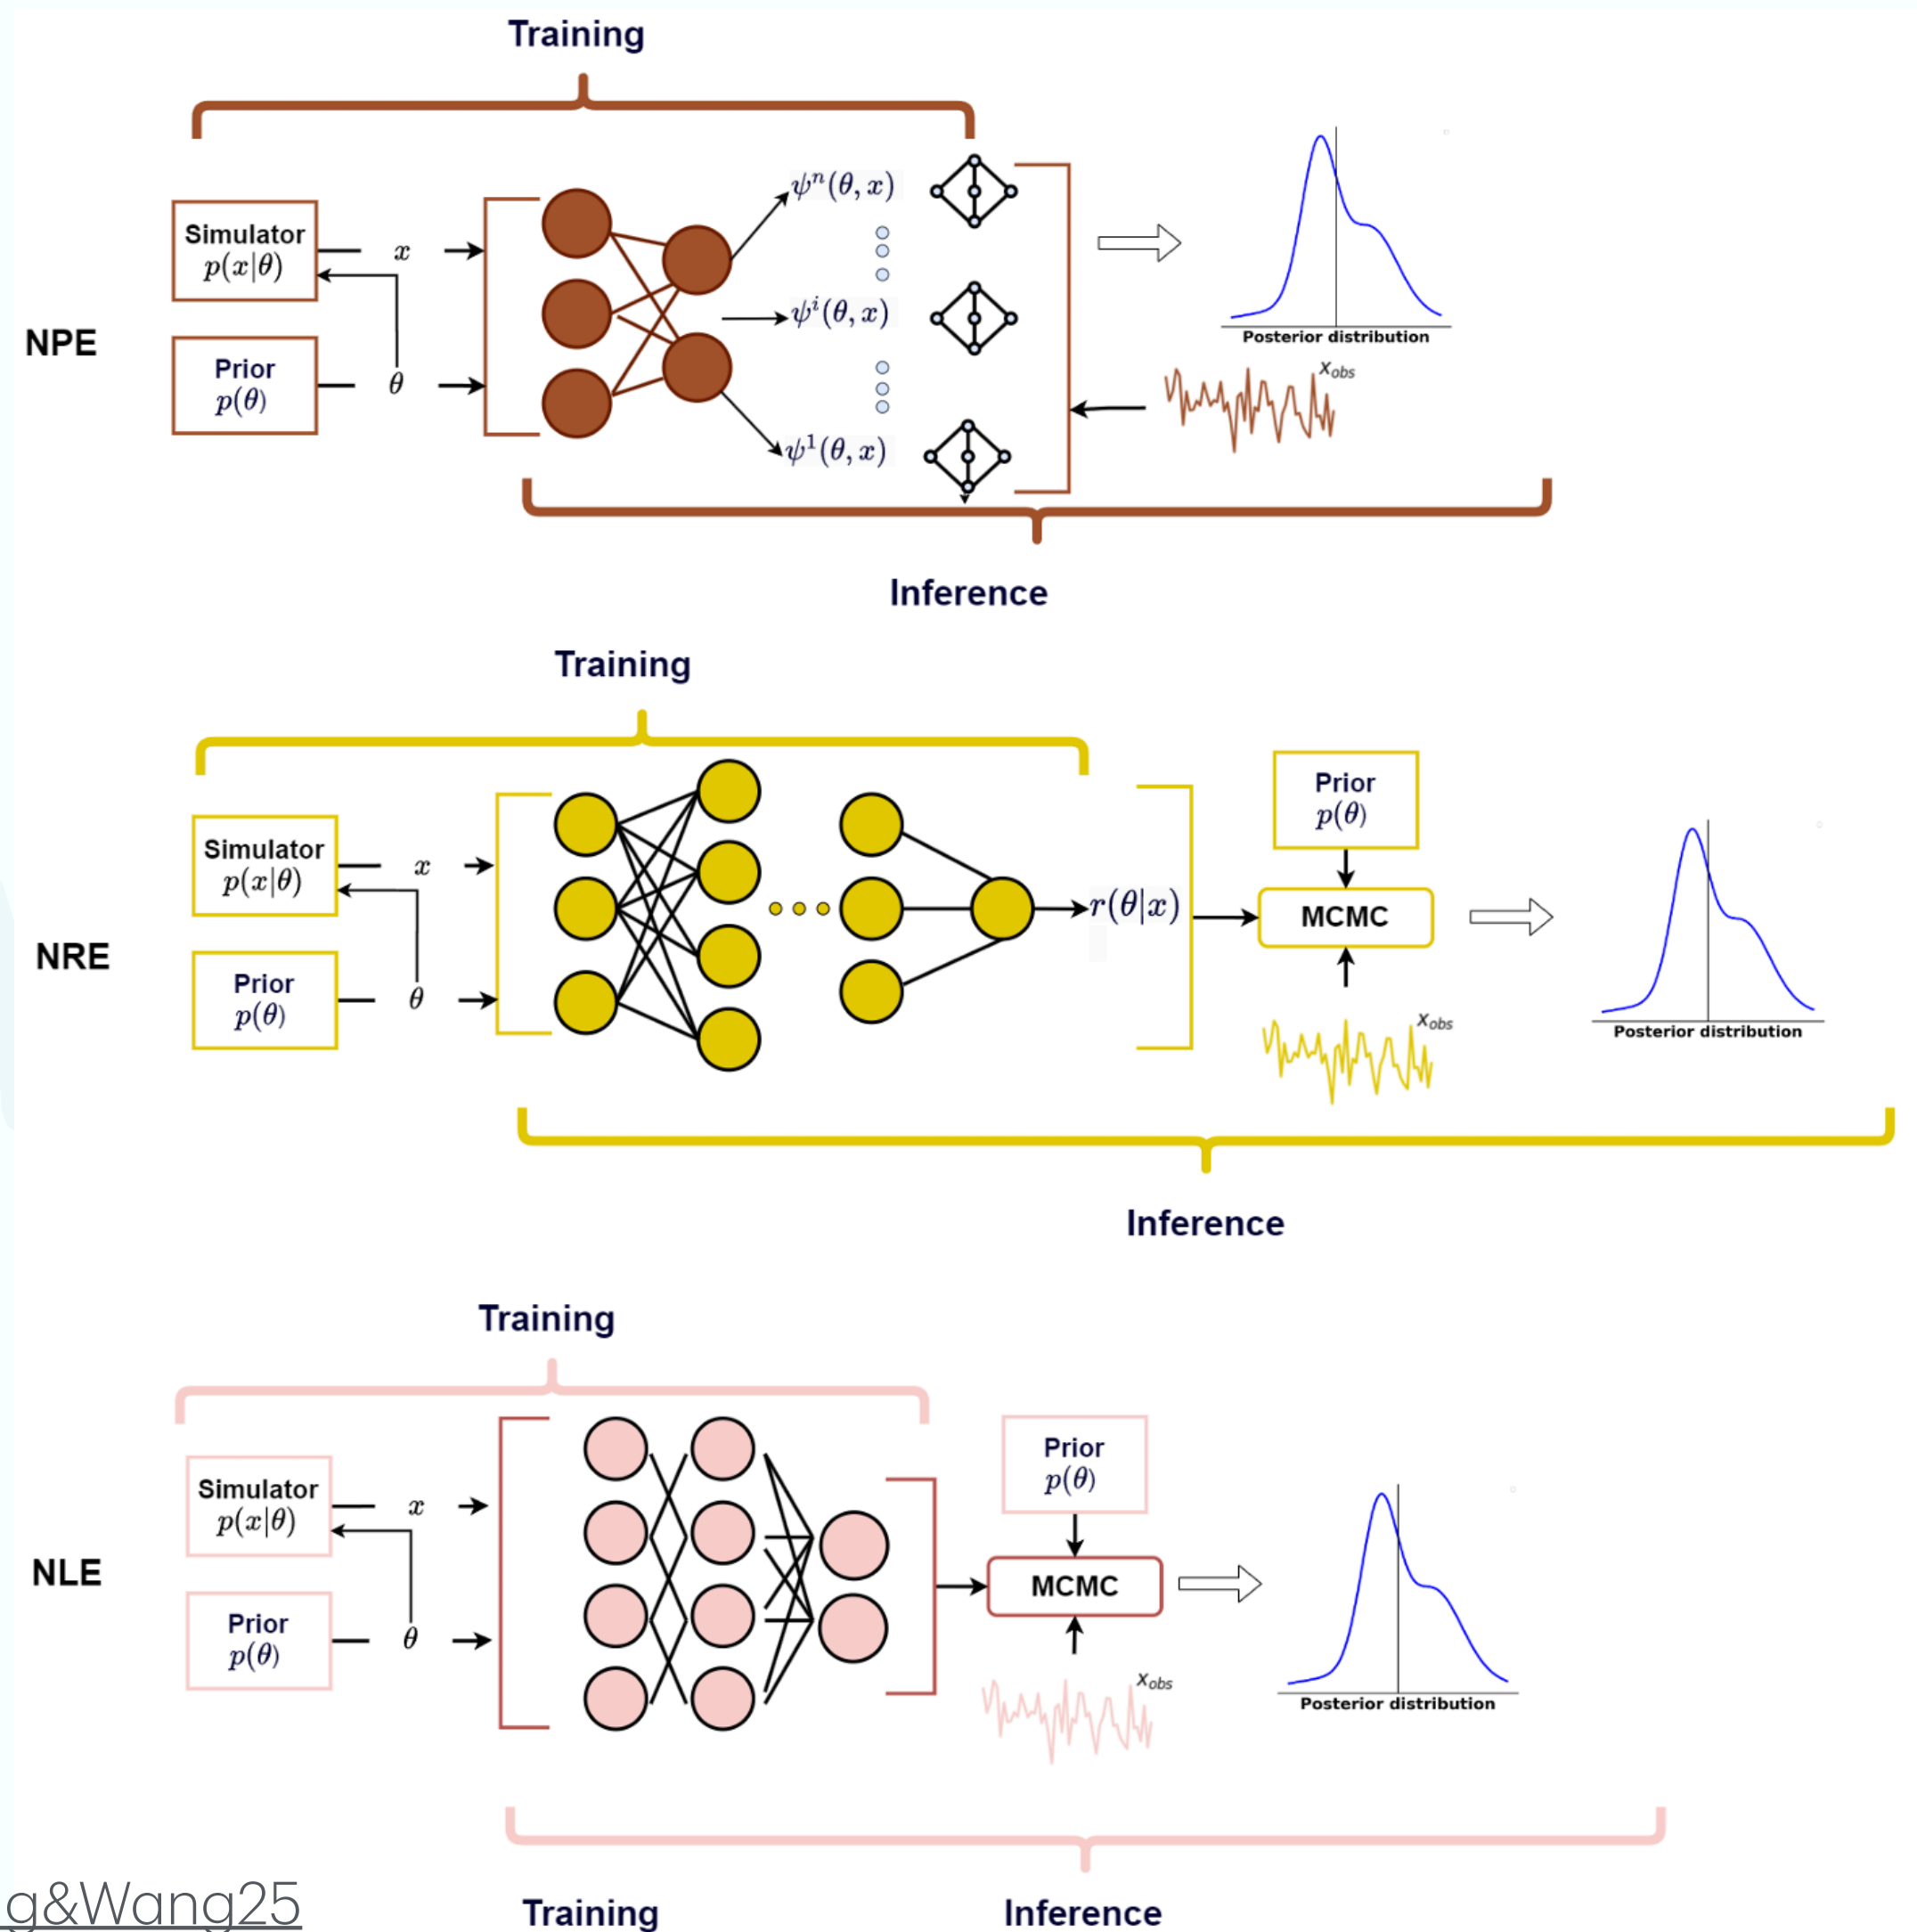 Training
Simulator
p(x|θ)
x
Prior
p(θ)
θ
NPE
ψⁿ(θ, x)
ψⁱ(θ, x)
ψ¹(θ, x)
Posterior distribution
x_obs
Inference
Training
Simulator
p(x|θ)
x
Prior
p(θ)
θ
NRE
r(θ|x)
Prior
p(θ)
MCMC
x_obs
Posterior distribution
Inference
Training
Simulator
p(x|θ)
x
Prior
p(θ)
θ
NLE
Prior
p(θ)
MCMC
x_obs
Posterior distribution
g&Wang25
Training
Inference